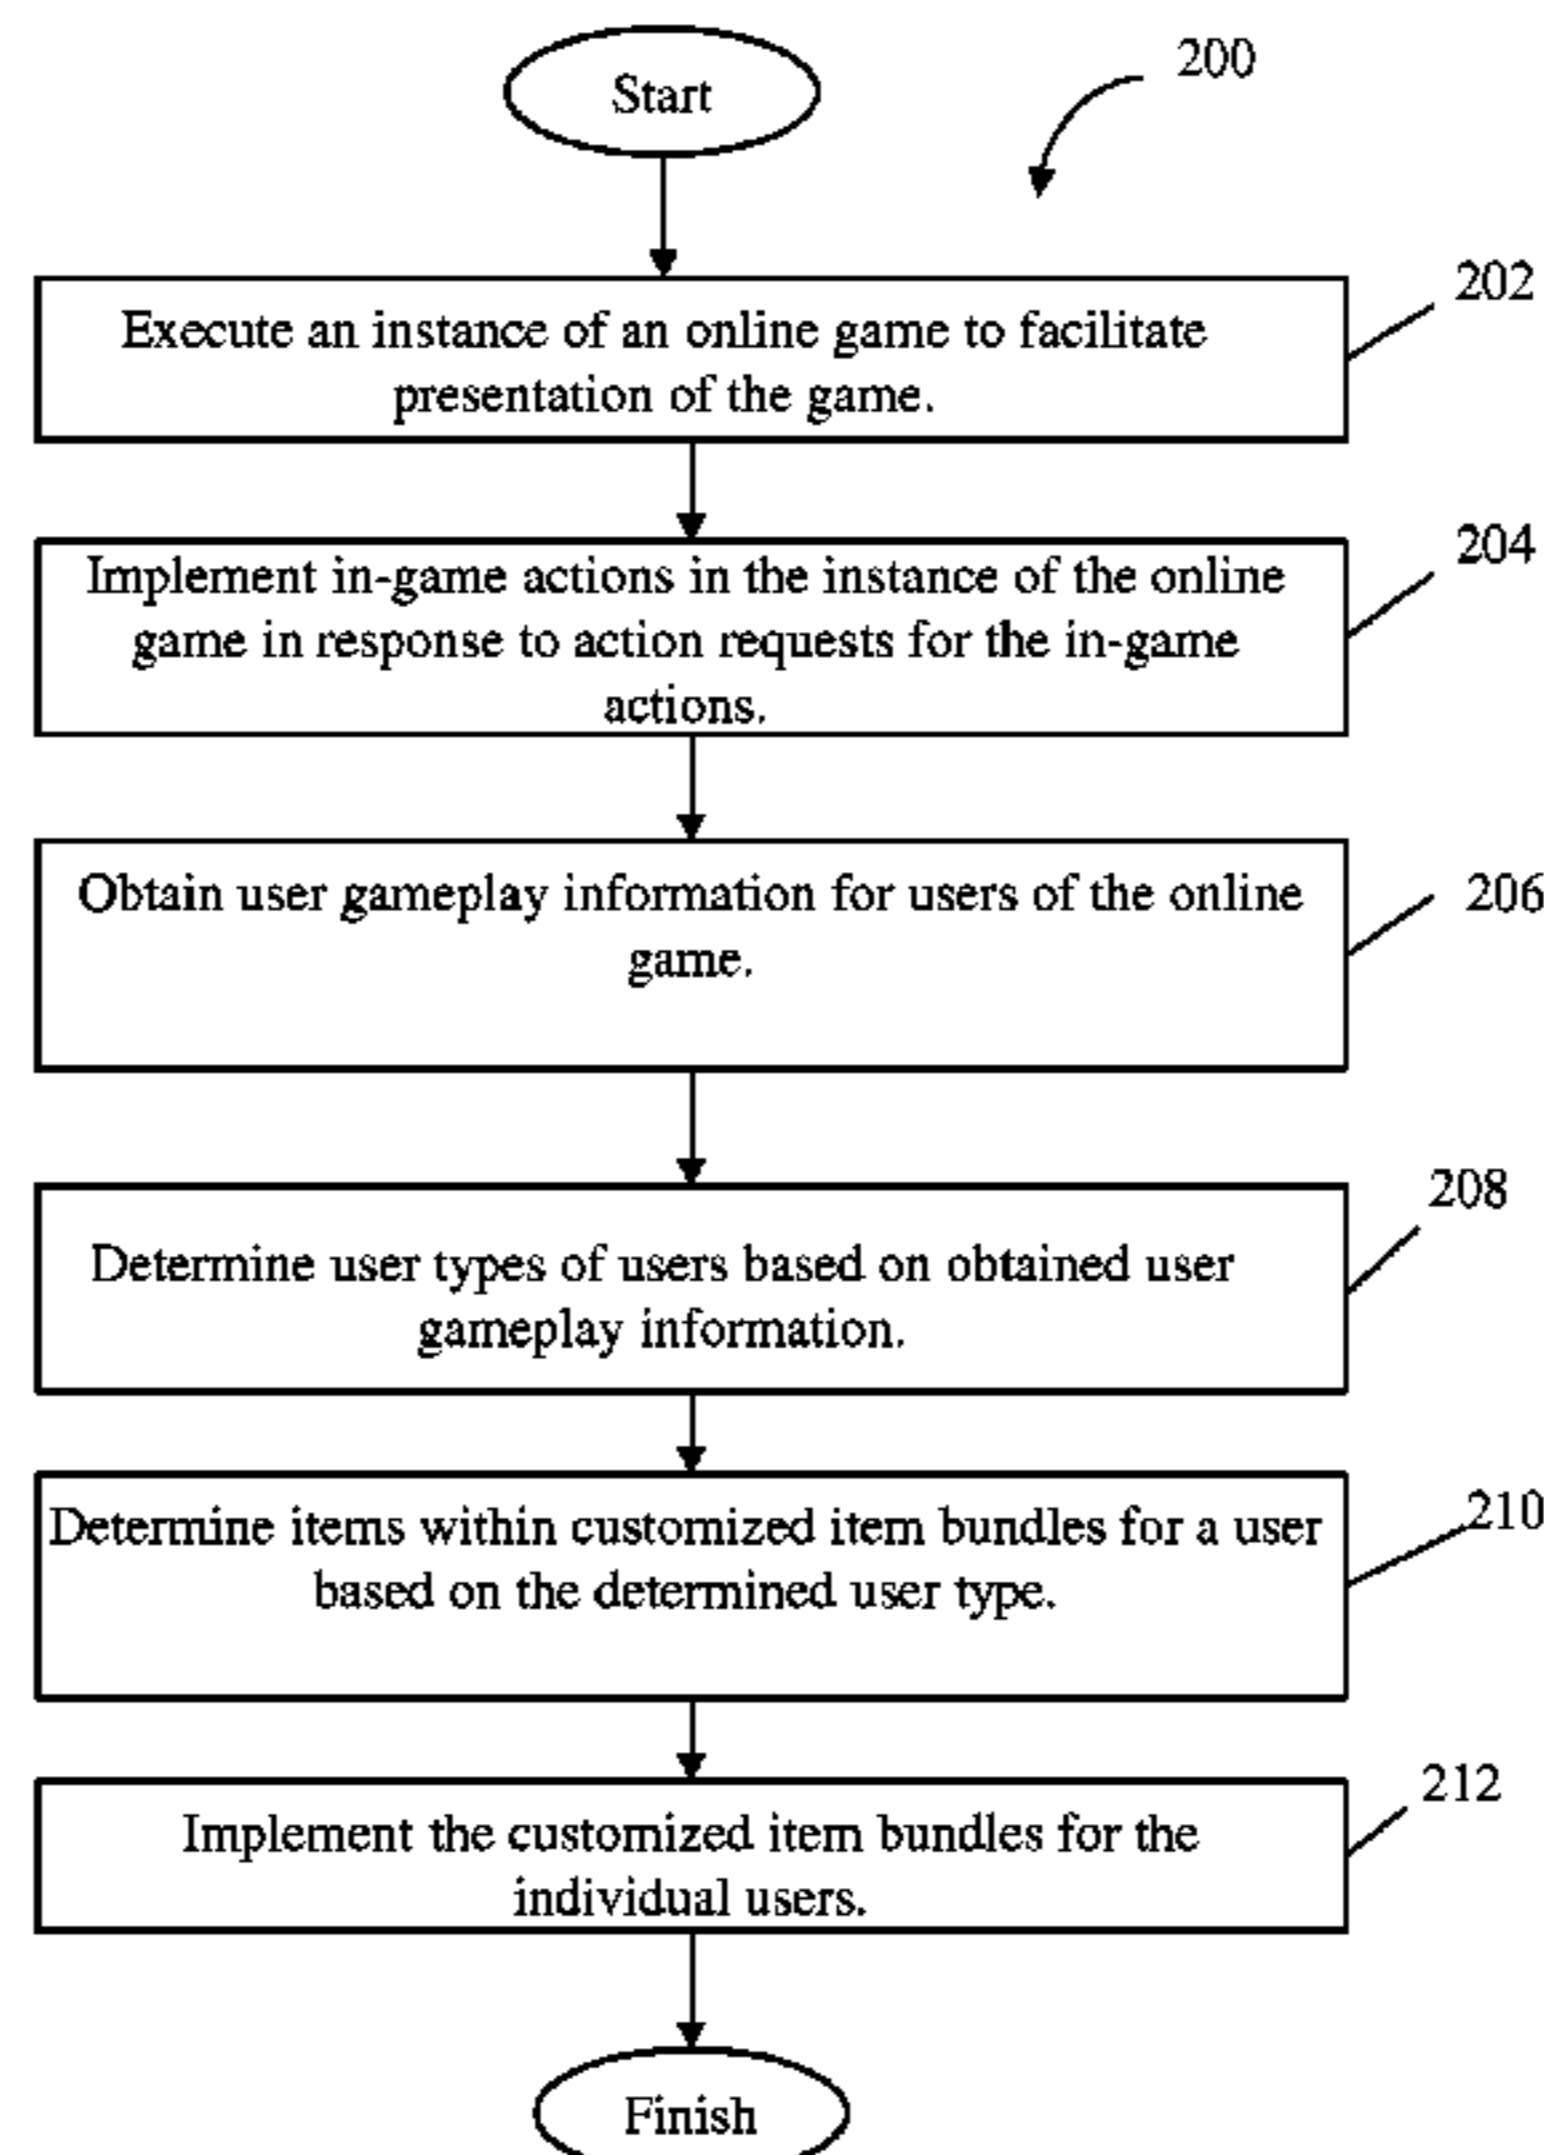 Start
200
Execute an instance of an online game to facilitate
presentation of the game.
202
Implement in-game actions in the instance of the online
game in response to action requests for the in-game
actions.
204
Obtain user gameplay information for users of the online
game.
206
Determine user types of users based on obtained user
gameplay information.
208
Determine items within customized item bundles for a user
based on the determined user type.
210
Implement the customized item bundles for the
individual users.
212
Finish